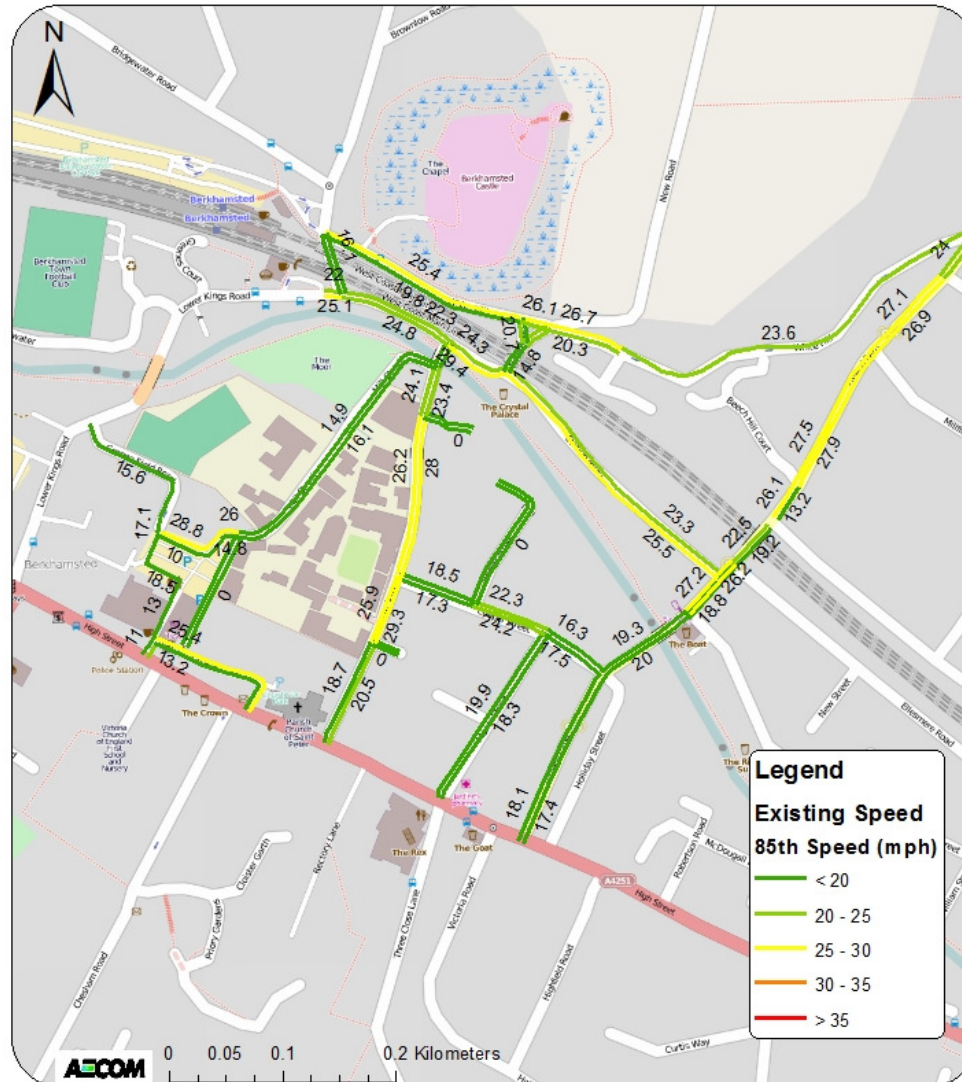 N
Brownlow Road
Bridgewater Road
The
Chapel
Berkhamsted
Castle
New Road
Berkhamsted
Berkhamsted
Berkhamsted
Town
Football
Club
Lower Kings Road
16.7
25.4
22
19.8
22.3
24.3
25.1
24.8
29.4
20.7
14.8
26.1
26.7
20.3
23.6
24
27.1
26.9
The
Moor
The Crystal
Palace
Beech Hill Court
24.1
23.4
0
14.9
16.1
26.2
28
27.5
27.9
26.1
13.2
Lower Kings Road
15.6
17.1
28.8
26
10
P
14.8
18.5
13
0
11
25.4
13.2
Berkhamsted
High Street
Police Station
The Crown
Victoria
Church
of England
First
School
and
Nursery
Parish
Church
of Saint
Peter
25.9
29.3
0
18.7
20.5
18.5
17.3
0
22.3
24.2
16.3
17.5
19.9
18.3
18.1
17.4
19.3
20
23.3
25.5
22.5
19.2
27.2
26.2
18.8
The Boat
New Street
Ellesmere Road
Holliday Street
The Rex
The Goat
Rectory Lane
Cloister Garth
Priory Gardens
Chesham Road
Three Close Lane
Victoria Road
Highfield Road
A4251
High Street
Robertson Road
McDougall
Curtis Way
Legend
Existing Speed
85th Speed (mph)
< 20
20 - 25
25 - 30
30 - 35
> 35
AECOM
0 0.05 0.1 0.2 Kilometers